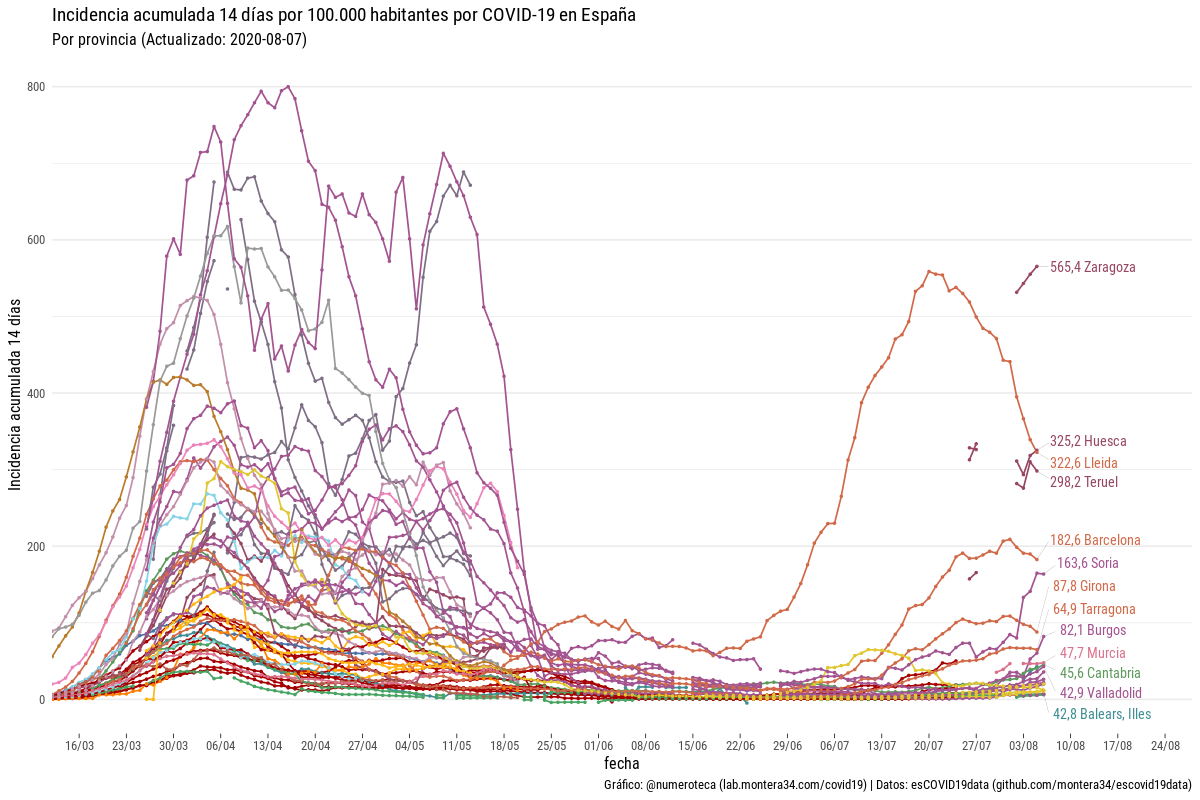 Incidencia acumulada 14 días por 100.000 habitantes por COVID-19 en España
Por provincia (Actualizado: 2020-08-07)
Incidencia acumulada 14 días
800
600
400
200
0
565,4 Zaragoza
325,2 Huesca
322,6 Lleida
298,2 Teruel
182,6 Barcelona
163,6 Soria
87,8 Girona
64,9 Tarragona
82,1 Burgos
47,7 Murcia
45,6 Cantabria
42,9 Valladolid
42,8 Balears, Illes
16/03 23/03 30/03 06/04 13/04 20/04 27/04 04/05 11/05 18/05 25/05 01/06 08/06 15/06 22/06 29/06 06/07 13/07 20/07 27/07 03/08 10/08 17/08 24/08
fecha
Gráfico: @numeroteca (lab.montera34.com/covid19) | Datos: esCOVID19data (github.com/montera34/escovid19data)